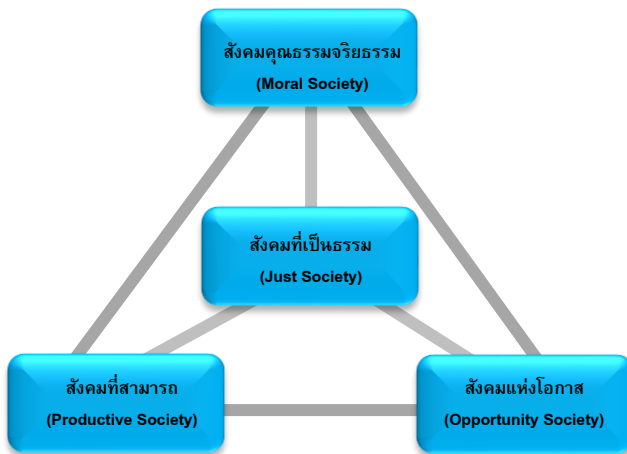 สังคมคุณธรรมจริยธรรม
(Moral Society)
สังคมที่เป็นธรรม
(Just Society)
สังคมที่สามารถ
(Productive Society)
สังคมแห่งโอกาส
(Opportunity Society)